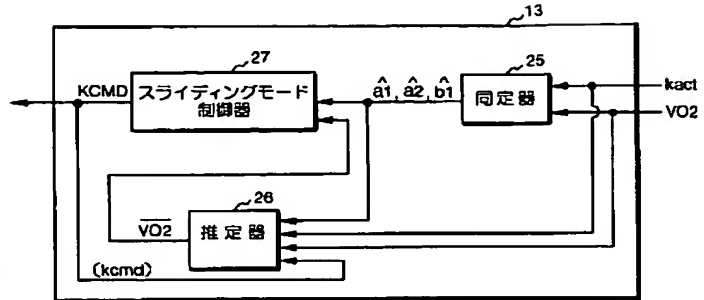 13
27
25
KCMD
スライディングモード
制御器
â1, â2, b̂1
同定器
kact
VO2
26
V̅O̅2̅
推定器
(kcmd)